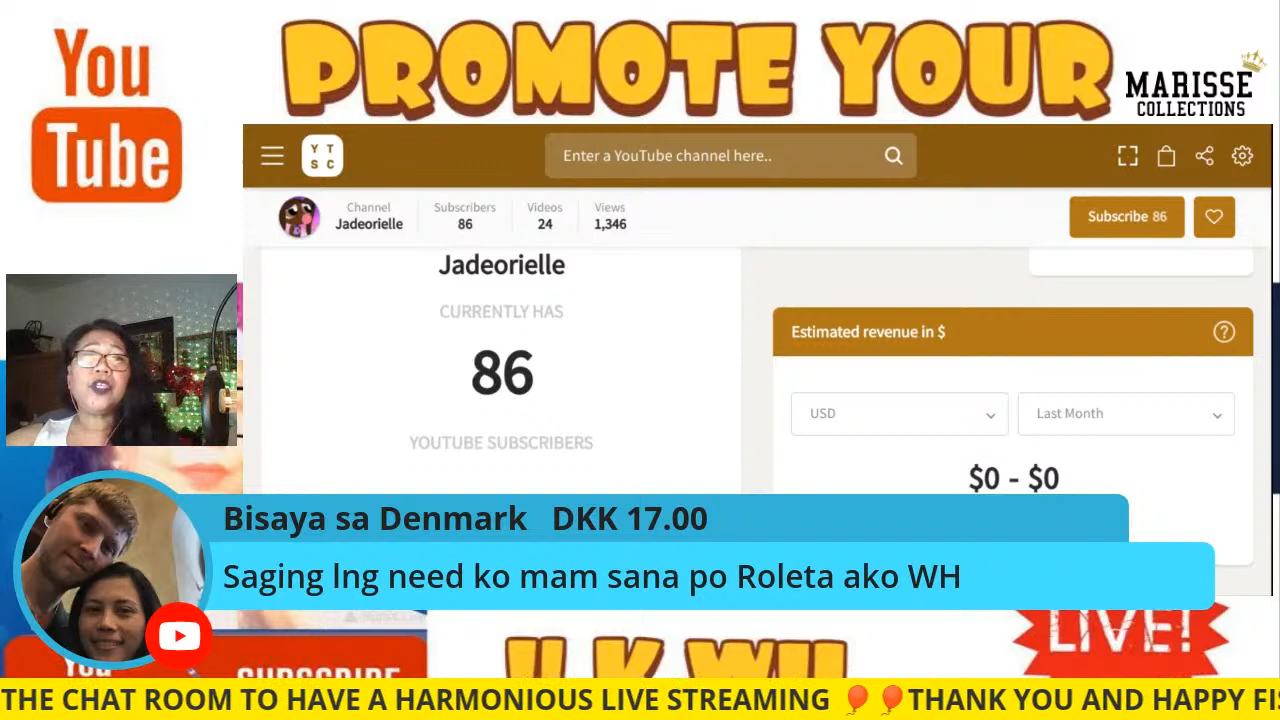 You
Tube
PROMOTE YOUR
MARISSE
COLLECTIONS
Y T
S C
Enter a YouTube channel here..
Channel
Jadeorielle
Subscribers
86
Videos
24
Views
1,346
Subscribe 86
Jadeorielle
CURRENTLY HAS
86
YOUTUBE SUBSCRIBERS
Estimated revenue in $
?
USD
Last Month
$0 - $0
Bisaya sa Denmark DKK 17.00
Saging lng need ko mam sana po Roleta ako WH
LIVE!
You
SUBSCRIBE
THE CHAT ROOM TO HAVE A HARMONIOUS LIVE STREAMING 🎈🎈THANK YOU AND HAPPY FIS